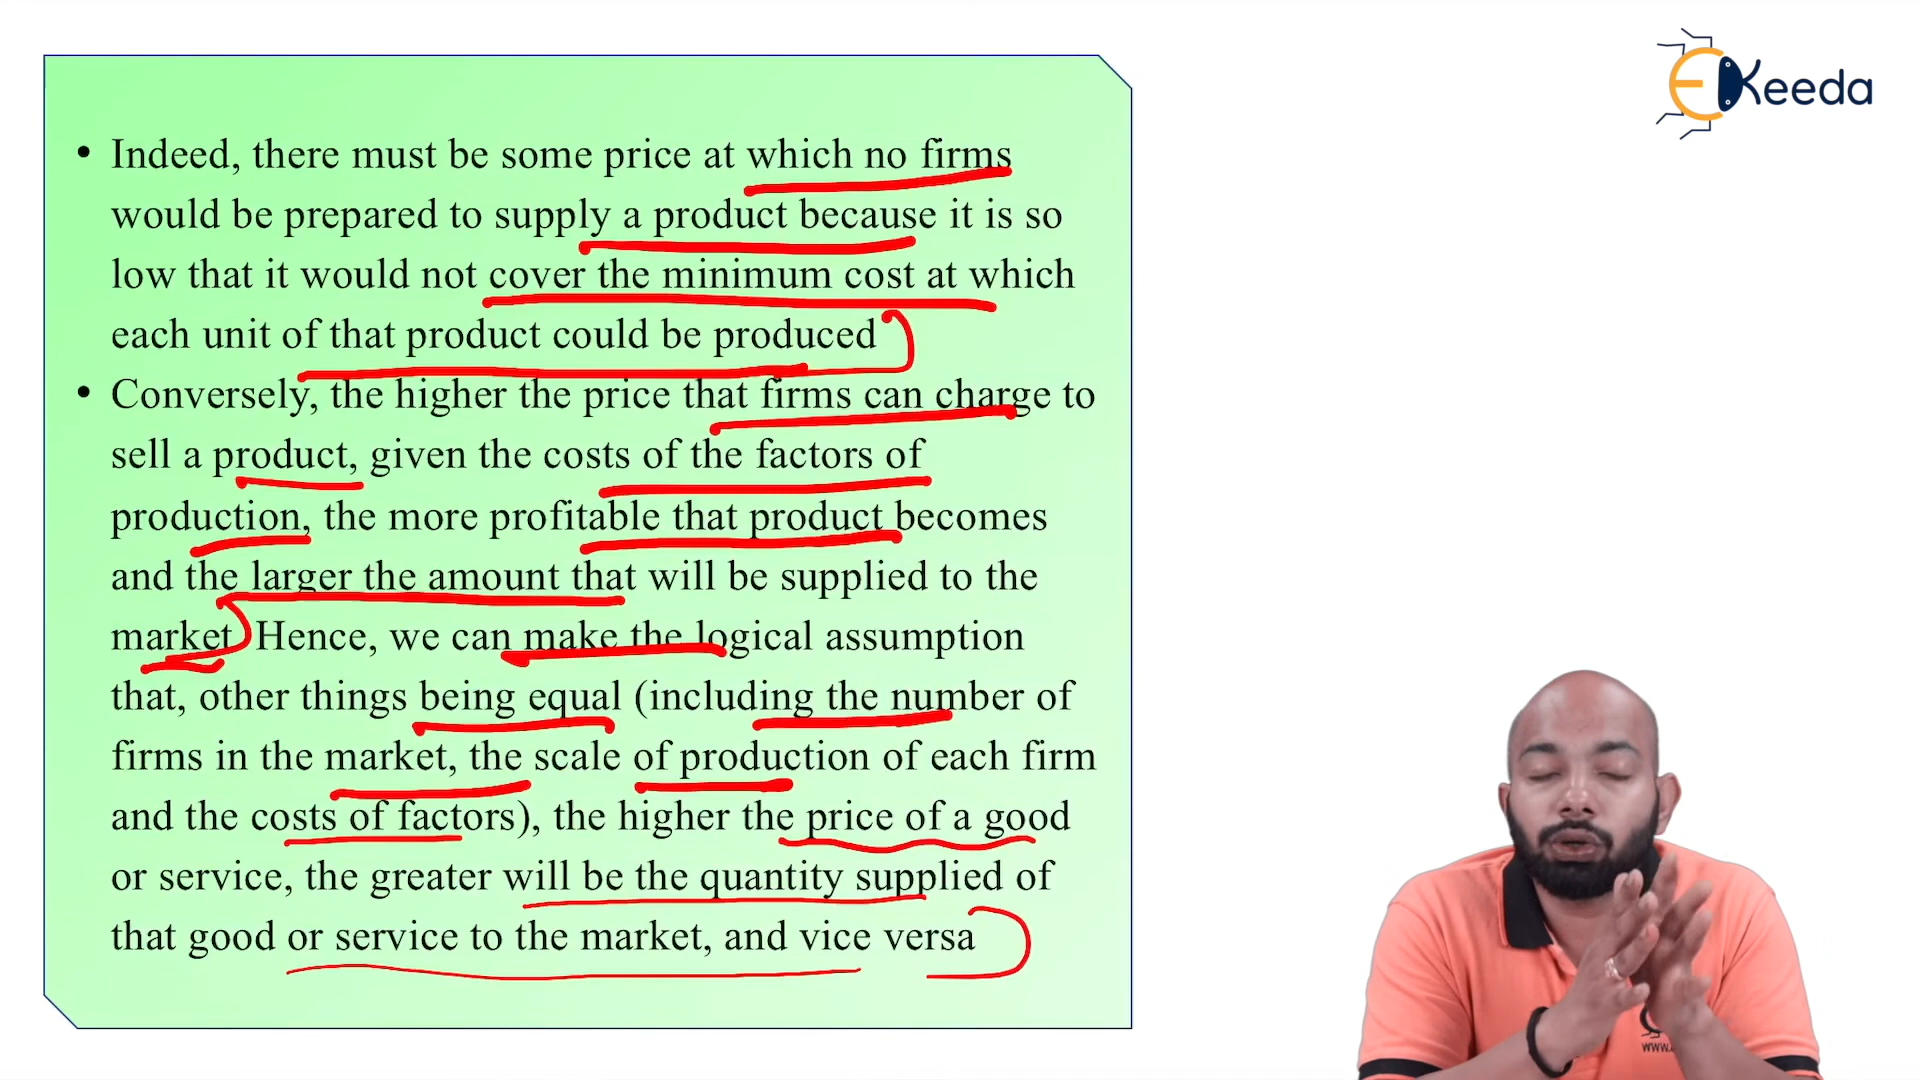 EKeeda
• Indeed, there must be some price at which no firms
would be prepared to supply a product because it is so
low that it would not cover the minimum cost at which
each unit of that product could be produced
• Conversely, the higher the price that firms can charge to
sell a product, given the costs of the factors of
production, the more profitable that product becomes
and the larger the amount that will be supplied to the
market. Hence, we can make the logical assumption
that, other things being equal (including the number of
firms in the market, the scale of production of each firm
and the costs of factors), the higher the price of a good
or service, the greater will be the quantity supplied of
that good or service to the market, and vice versa
www.